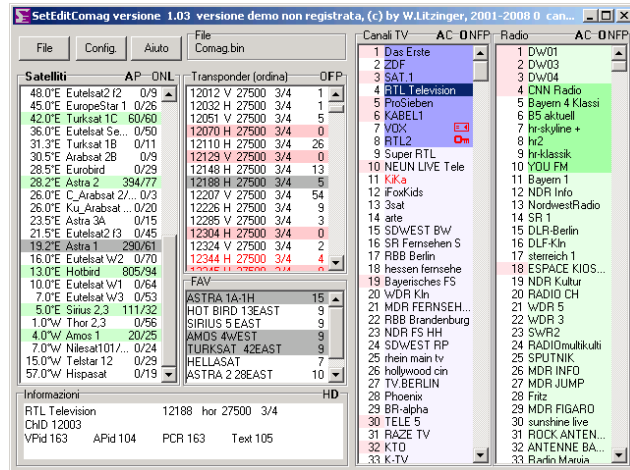 SetEditComag versione 1.03 versione demo non registrata, (c) by W.Litzinger, 2001-2008 0 can...
File
Config.
Aiuto
File
Comag.bin
Satelliti AP ONL
48.0°E Eutelsat2 f2 0/9
45.0°E EuropeStar 1 0/26
42.0°E Turksat 1C 60/60
36.0°E Eutelsat Se... 0/50
31.3°E Turksat 1B 0/11
30.5°E Arabsat 2B 0/9
28.5°E Eurobird 0/29
28.2°E Astra 2 394/77
26.0°E C_Arabsat 2/... 0/3
26.0°E Ku_Arabsat ... 0/20
23.5°E Astra 3A 0/15
21.5°E Eutelsat2 f3 0/45
19.2°E Astra 1 290/61
16.0°E Eutelsat W2 0/70
13.0°E Hotbird 805/94
10.0°E Eutelsat W1 0/64
7.0°E Eutelsat W3 0/53
5.0°E Sirius 2,3 111/32
1.0°W Thor 2,3 0/56
4.0°W Amos 1 20/25
7.0°W Nilesat101/... 0/24
15.0°W Telstar 12 0/29
57.0°W Hispasat 0/19
Transponder (ordina) OFP
12012 V 27500 3/4 1
12032 H 27500 3/4 1
12051 V 27500 3/4 5
12070 H 27500 3/4 0
12110 H 27500 3/4 26
12129 V 27500 3/4 0
12148 H 27500 3/4 13
12188 H 27500 3/4 5
12207 V 27500 3/4 54
12226 H 27500 3/4 9
12285 V 27500 3/4 3
12304 H 27500 3/4 0
12324 V 27500 3/4 2
12344 H 27500 3/4 4
12345 H 27500 3/4 0
FAV
ASTRA 1A-1H 15
HOT BIRD 13EAST 9
SIRIUS 5 EAST 9
AMOS 4WEST 9
TURKSAT 42EAST 9
HELLASAT 7
ASTRA 2 28EAST 10
Informazioni HD
RTL Television 12188 hor 27500 3/4
ChID 12003
VPid 163 APid 104 PCR 163 Text 105
Canali TV AC ONFP
1 Das Erste
2 ZDF
3 SAT.1
4 RTL Television
5 ProSieben
6 KABEL1
7 VOX
8 RTL2
9 Super RTL
10 NEUN LIVE Tele
11 KiKa
12 iFoxKids
13 3sat
14 arte
15 SDWEST BW
16 SR Fernsehen S
17 RBB Berlin
18 hessen fernsehe
19 Bayerisches FS
20 WDR Kln
21 MDR FERNSEH...
22 RBB Brandenburg
23 NDR FS HH
24 SDWEST RP
25 rhein main tv
26 hollywood cin
27 TV.BERLIN
28 Phoenix
29 BR-alpha
30 TELE 5
31 RAZE TV
32 KTO
33 K-TV
Radio AC ONFP
1 DW01
2 DW03
3 DW04
4 CNN Radio
5 Bayern 4 Klassi
6 B5 aktuell
7 hr-skyline +
8 hr2
9 hr-klassik
10 YOU FM
11 Bayern 1
12 NDR Info
13 NordwestRadio
14 SR 1
15 DLR-Berlin
16 DLF-Kln
17 sterreich 1
18 ESPACE KIOS...
19 NDR Kultur
20 RADIO CH
21 WDR 5
22 WDR 3
23 SWR2
24 RADIOmultikulti
25 SPUTNIK
26 MDR INFO
27 MDR JUMP
28 Fritz
29 MDR FIGARO
30 sunshine live
31 ROCK ANTEN...
32 ANTENNE BA...
33 Radio Marvia